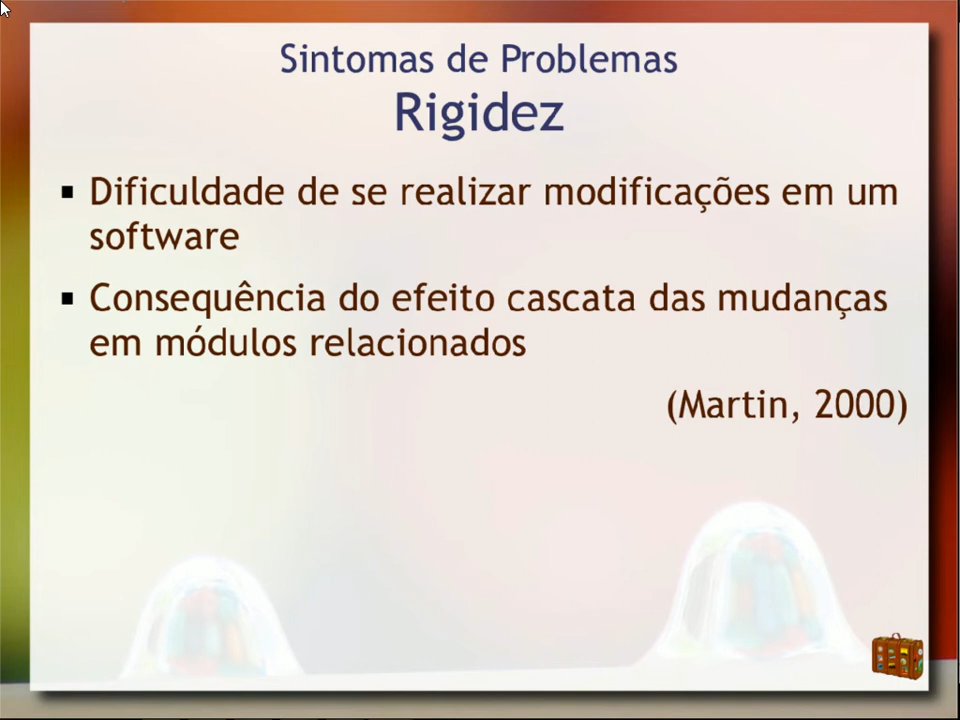 Sintomas de Problemas
Rigidez
▪ Dificuldade de se realizar modificações em um
software
▪ Consequência do efeito cascata das mudanças
em módulos relacionados
(Martin, 2000)